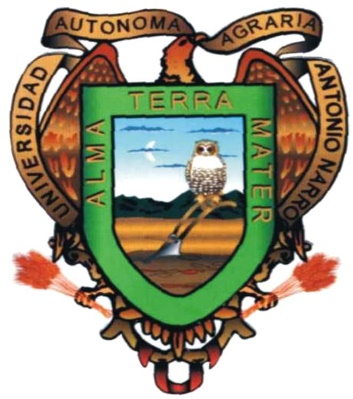 UNIVERSIDAD AUTONOMA AGRARIA ANTONIO NARRO
ALMA TERRA MATER